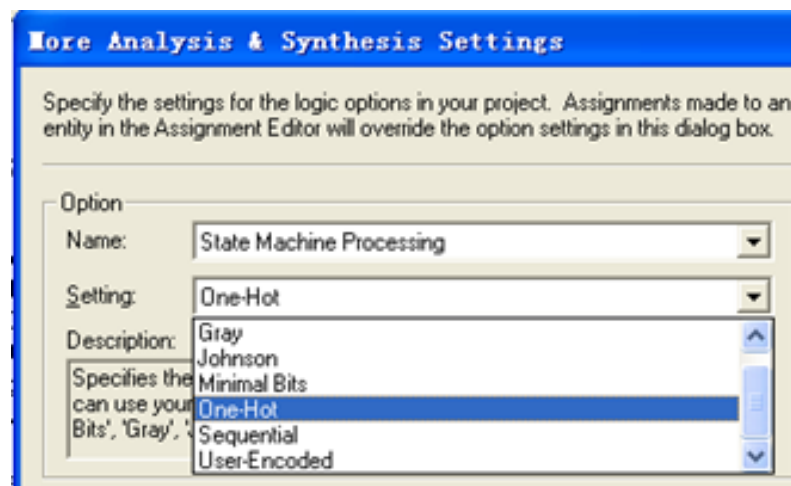 More Analysis & Synthesis Settings
Specify the settings for the logic options in your project. Assignments made to an
entity in the Assignment Editor will override the option settings in this dialog box.
Option
Name: State Machine Processing
Setting: One-Hot
Gray
Description:
Johnson
Specifies the
Minimal Bits
can use your
One-Hot
Bits', 'Gray', '
Sequential
User-Encoded